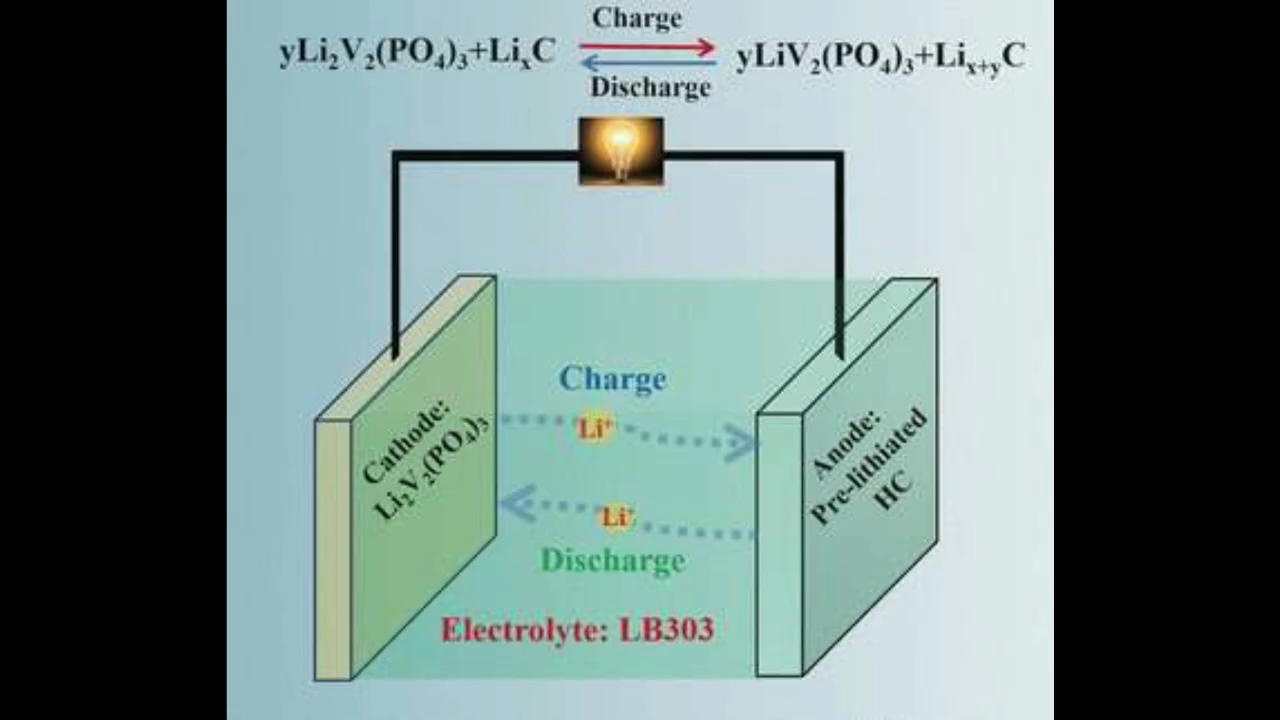 Charge
yLi₂V₂(PO₄)₃+LiₓC
yLiV₂(PO₄)₃+Liₓ₊yC
Discharge
Charge
Li⁺
Cathode:
Li₂V₂(PO₄)₃
Anode:
Pre-lithiated
HC
Li⁺
Discharge
Electrolyte: LB303